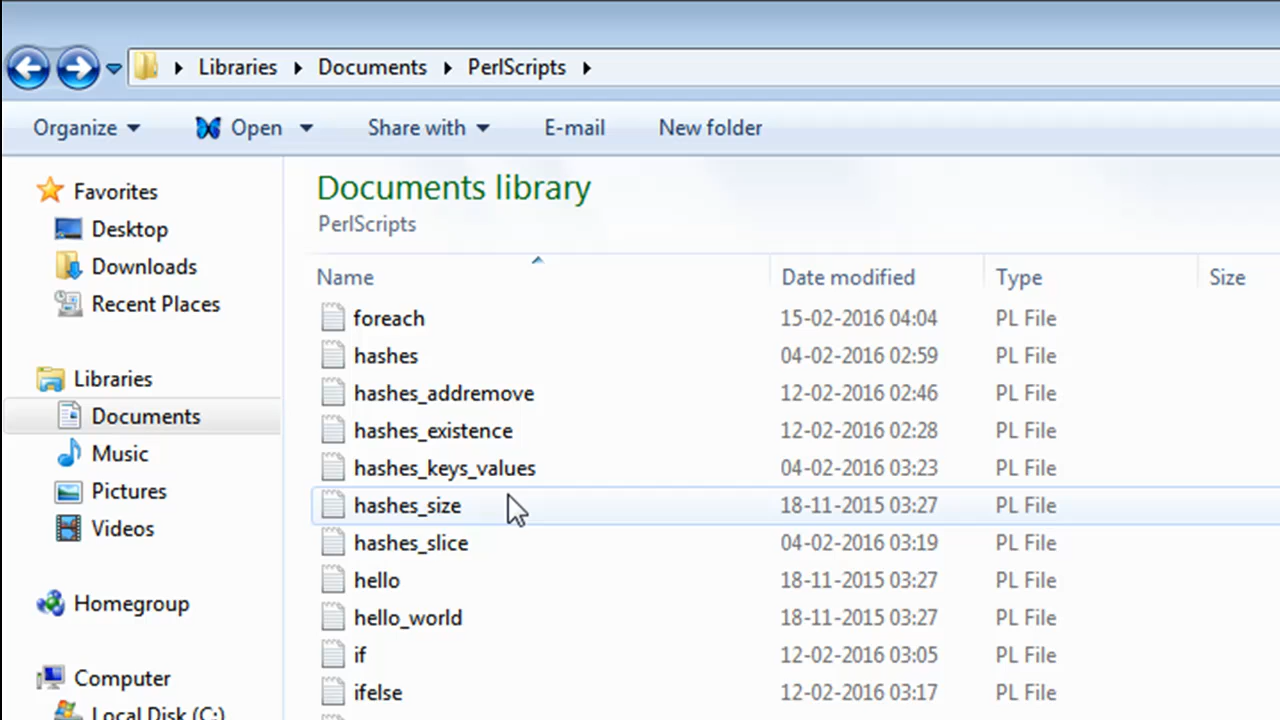 Libraries Documents PerlScripts
Organize Open Share with E-mail New folder
Favorites
Desktop
Downloads
Recent Places
Libraries
Documents
Music
Pictures
Videos
Homegroup
Computer
Local Disk (C:)
Documents library
PerlScripts
Name Date modified Type Size
foreach 15-02-2016 04:04 PL File
hashes 04-02-2016 02:59 PL File
hashes_addremove 12-02-2016 02:46 PL File
hashes_existence 12-02-2016 02:28 PL File
hashes_keys_values 04-02-2016 03:23 PL File
hashes_size 18-11-2015 03:27 PL File
hashes_slice 04-02-2016 03:19 PL File
hello 18-11-2015 03:27 PL File
hello_world 18-11-2015 03:27 PL File
if 12-02-2016 03:05 PL File
ifelse 12-02-2016 03:17 PL File